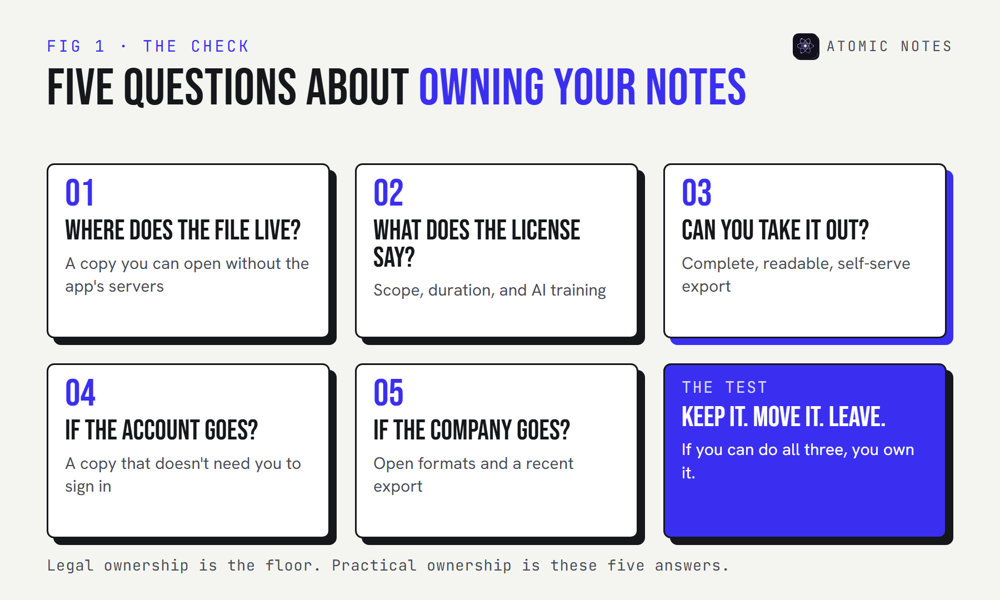 FIG 1 · THE CHECK
ATOMIC NOTES
FIVE QUESTIONS ABOUT OWNING YOUR NOTES
01
WHERE DOES THE FILE LIVE?
A copy you can open without the
app's servers
02
WHAT DOES THE LICENSE
SAY?
Scope, duration, and AI training
03
CAN YOU TAKE IT OUT?
Complete, readable, self-serve
export
04
IF THE ACCOUNT GOES?
A copy that doesn't need you to
sign in
05
IF THE COMPANY GOES?
Open formats and a recent
export
THE TEST
KEEP IT. MOVE IT. LEAVE.
If you can do all three, you own
it.
Legal ownership is the floor. Practical ownership is these five answers.